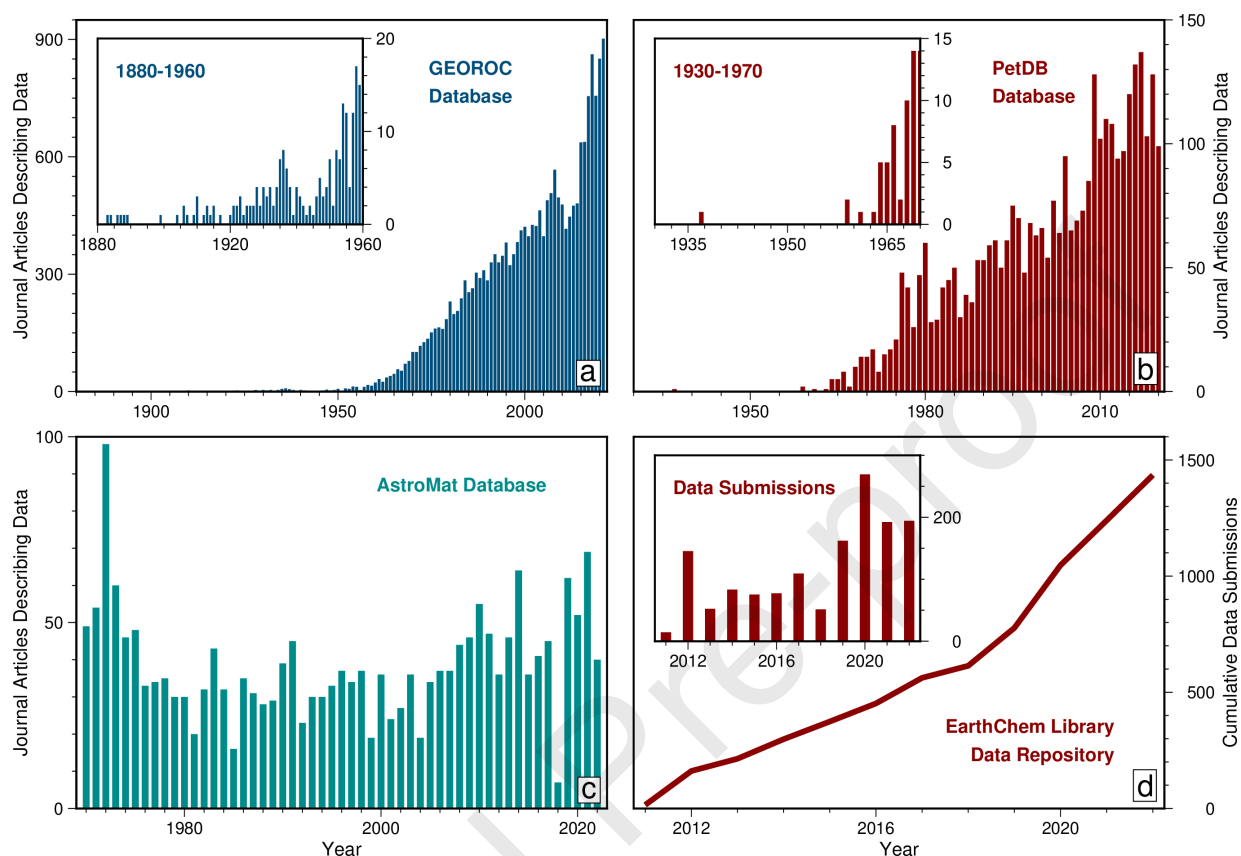 Journal Articles Describing Data
900
600
300
0
1900
1950
2000
1880-1960
GEOROC
Database
20
10
0
1880
1920
1960
a
1930-1970
PetDB
Database
15
10
5
0
1935
1950
1965
150
100
50
0
1950
1980
2010
Journal Articles Describing Data
b
Journal Articles Describing Data
100
50
0
AstroMat Database
1980
2000
2020
Year
c
Data Submissions
200
0
2012
2016
2020
1500
1000
500
0
Cumulative Data Submissions
EarthChem Library
Data Repository
d
2012
2016
2020
Year
l Pre-proof